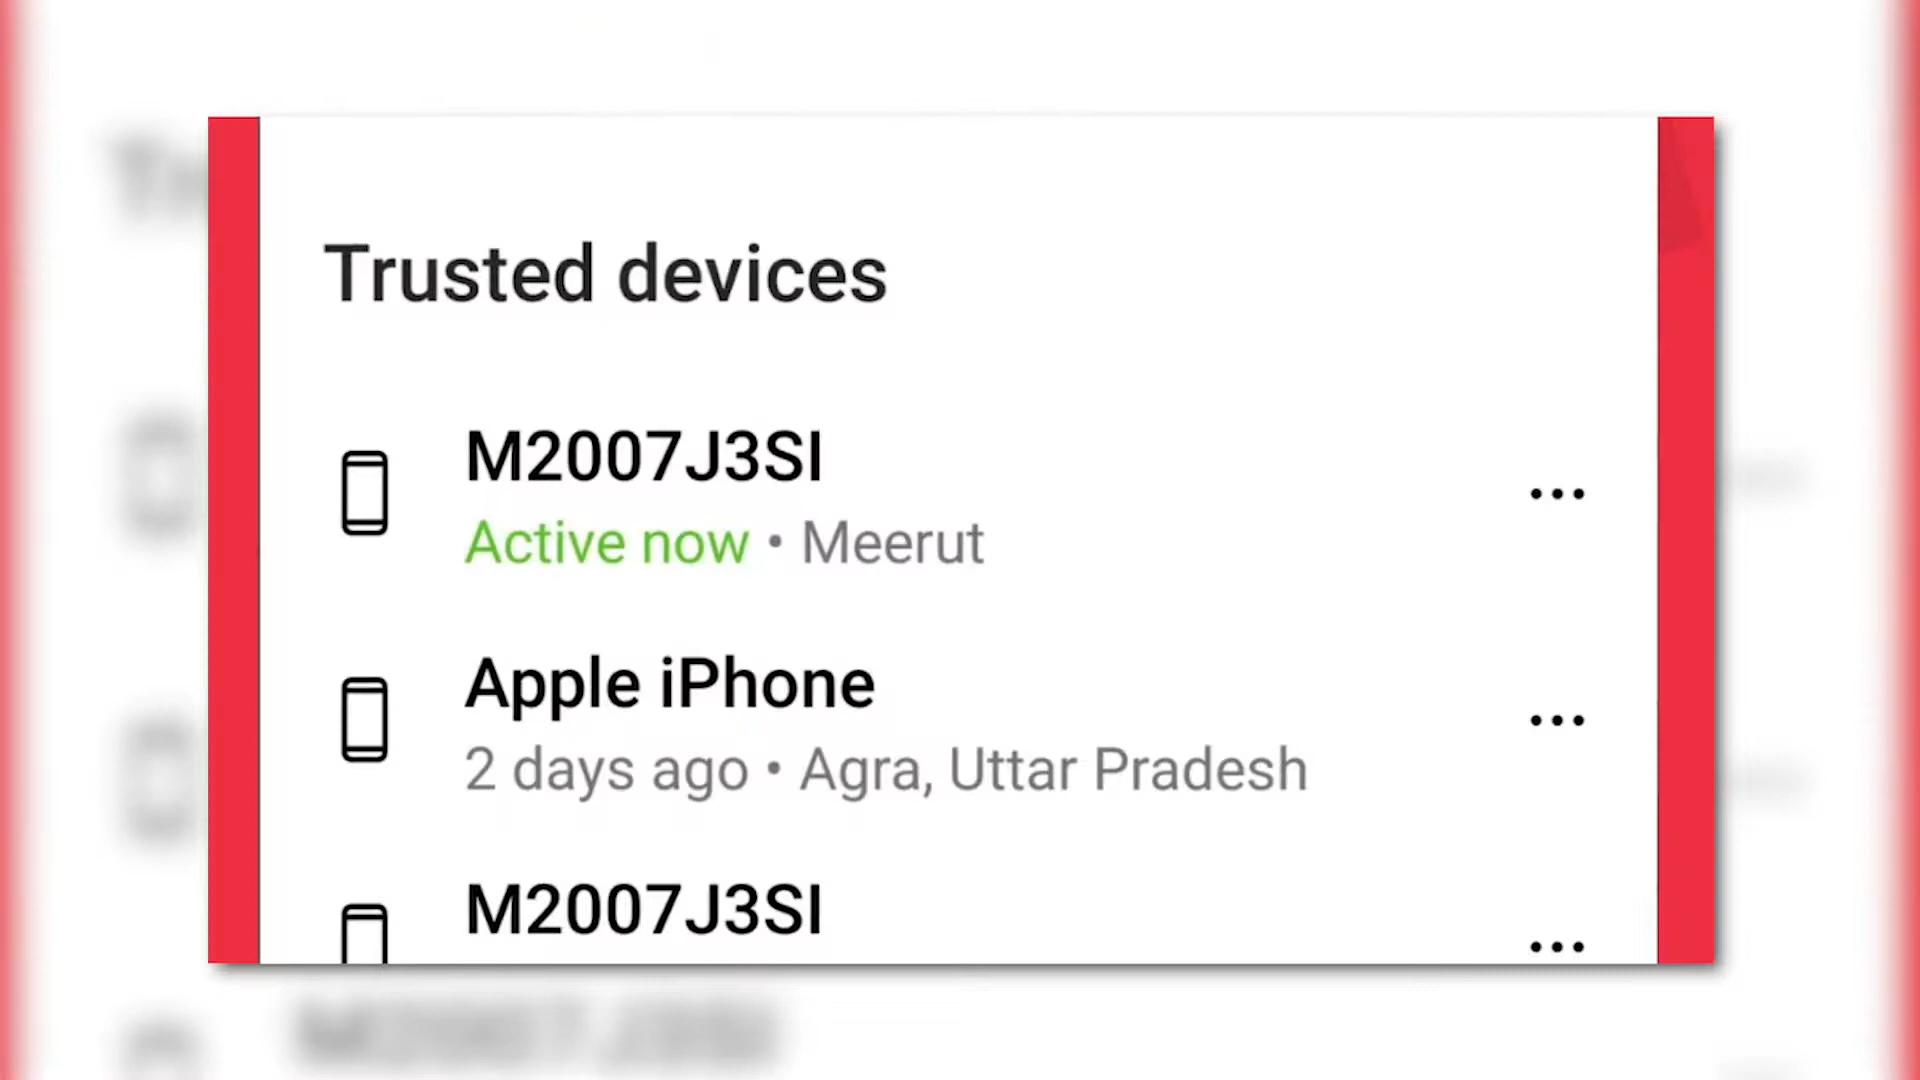 Trusted devices
M2007J3SI
Active now • Meerut
Apple iPhone
2 days ago • Agra, Uttar Pradesh
M2007J3SI